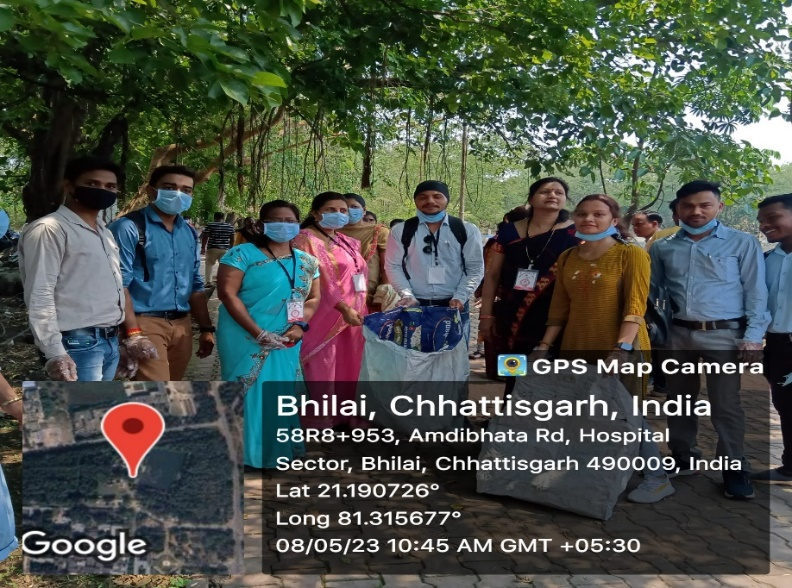 GPS Map Camera
Bhilai, Chhattisgarh, India
58R8+953, Amdibhata Rd, Hospital
Sector, Bhilai, Chhattisgarh 490009, India
Lat 21.190726°
Long 81.315677°
08/05/23 10:45 AM GMT +05:30
Google